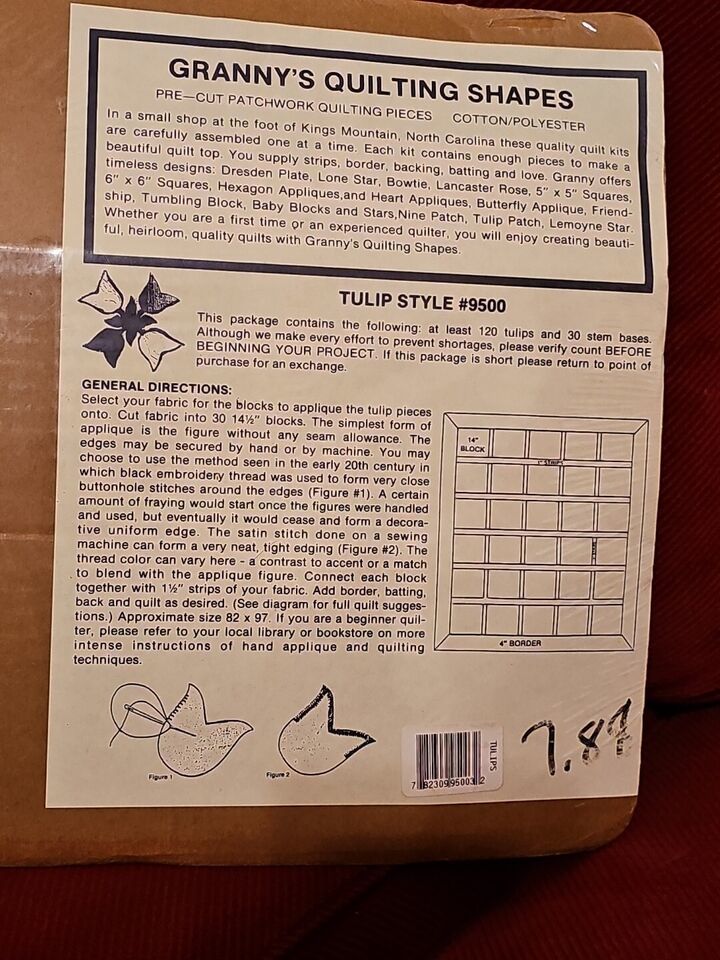 GRANNY'S QUILTING SHAPES
PRE—CUT PATCHWORK QUILTING PIECES COTTON/POLYESTER
In a small shop at the foot of Kings Mountain, North Carolina these quality quilt kits
are carefully assembled one at a time. Each kit contains enough pieces to make a
beautiful quilt top. You supply strips, border, backing, batting and love. Granny offers
timeless designs: Dresden Plate, Lone Star, Bowtie, Lancaster Rose, 5" x 5" Squares,
6" x 6" Squares, Hexagon Appliques,and Heart Appliques, Butterfly Applique, Friend-
ship, Tumbling Block, Baby Blocks and Stars,Nine Patch, Tulip Patch, Lemoyne Star.
Whether you are a first time or an experienced quilter, you will enjoy creating beauti-
ful, heirloom, quality quilts with Granny's Quilting Shapes.
TULIP STYLE #9500
This package contains the following: at least 120 tulips and 30 stem bases.
Although we make every effort to prevent shortages, please verify count BEFORE
BEGINNING YOUR PROJECT. If this package is short please return to point of
purchase for an exchange.
GENERAL DIRECTIONS:
Select your fabric for the blocks to applique the tulip pieces
onto. Cut fabric into 30 14½" blocks. The simplest form of
applique is the figure without any seam allowance. The
edges may be secured by hand or by machine. You may
choose to use the method seen in the early 20th century in
which black embroidery thread was used to form very close
buttonhole stitches around the edges (Figure #1). A certain
amount of fraying would start once the figures were handled
and used, but eventually it would cease and form a decora-
tive uniform edge. The satin stitch done on a sewing
machine can form a very neat, tight edging (Figure #2). The
thread color can vary here - a contrast to accent or a match
to blend with the applique figure. Connect each block
together with 1½" strips of your fabric. Add border, batting,
back and quilt as desired. (See diagram for full quilt sugges-
tions.) Approximate size 82 x 97. If you are a beginner quil-
ter, please refer to your local library or bookstore on more
intense instructions of hand applique and quilting
techniques.
14"
BLOCK
1" STRIPS
4" BORDER
Figure 1
Figure 2
TULIPS
7 82309 95003 2
7.89